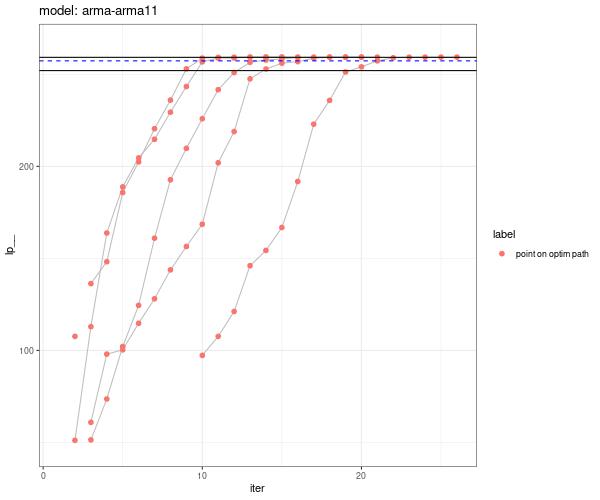 model: arma-arma11
lp__
200
100
0
10
20
iter
label
point on optim path